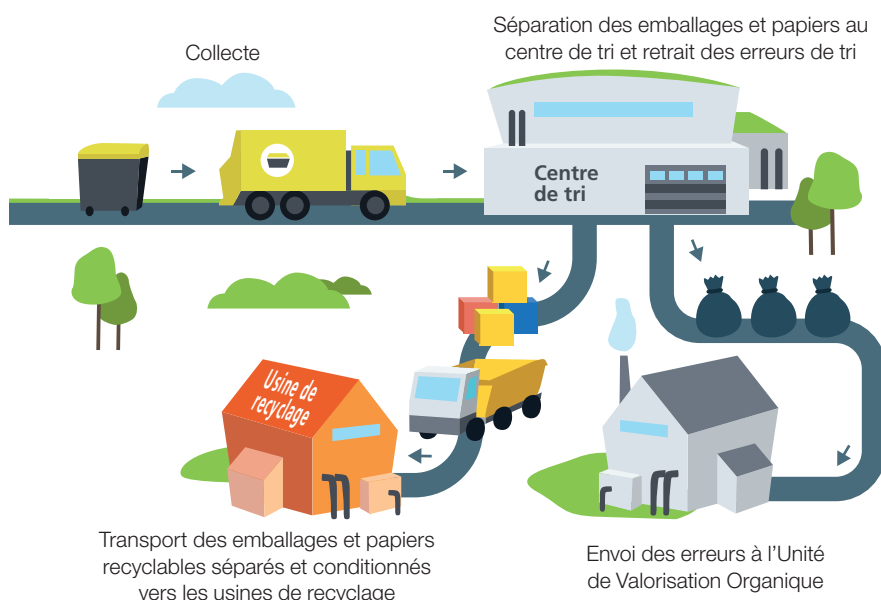 Collecte
Séparation des emballages et papiers au
centre de tri et retrait des erreurs de tri
Centre
de tri
Usine de
recyclage
Transport des emballages et papiers
recyclables séparés et conditionnés
vers les usines de recyclage
Envoi des erreurs à l’Unité
de Valorisation Organique